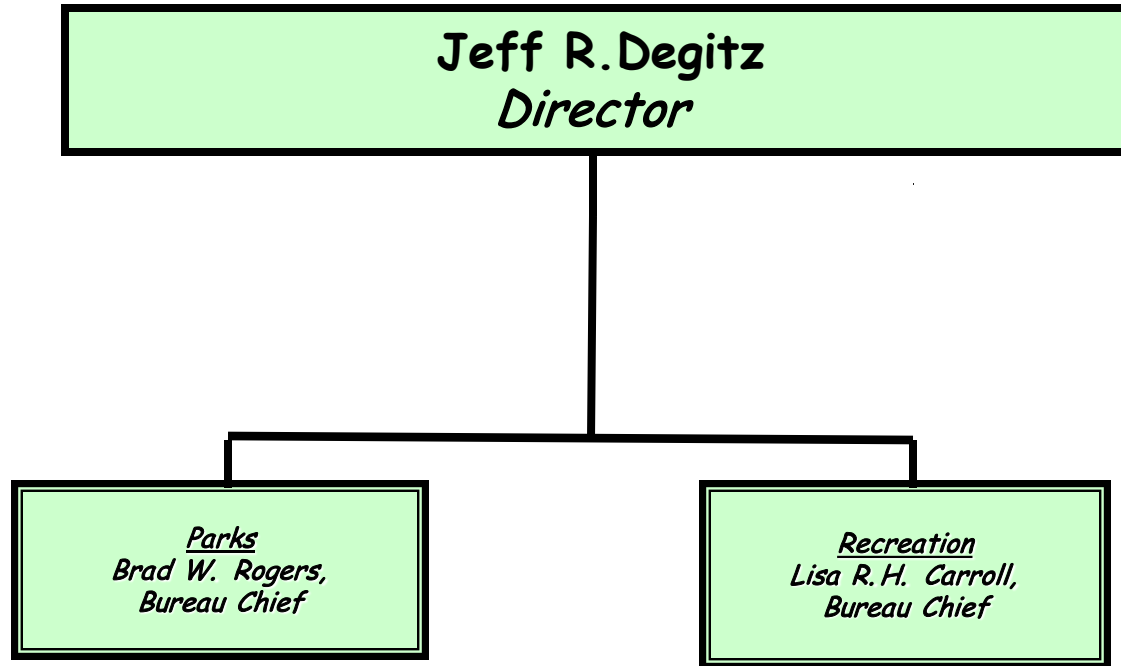 Jeff R.Degitz
Director
Parks
Brad W. Rogers,
Bureau Chief
Recreation
Lisa R.H. Carroll,
Bureau Chief